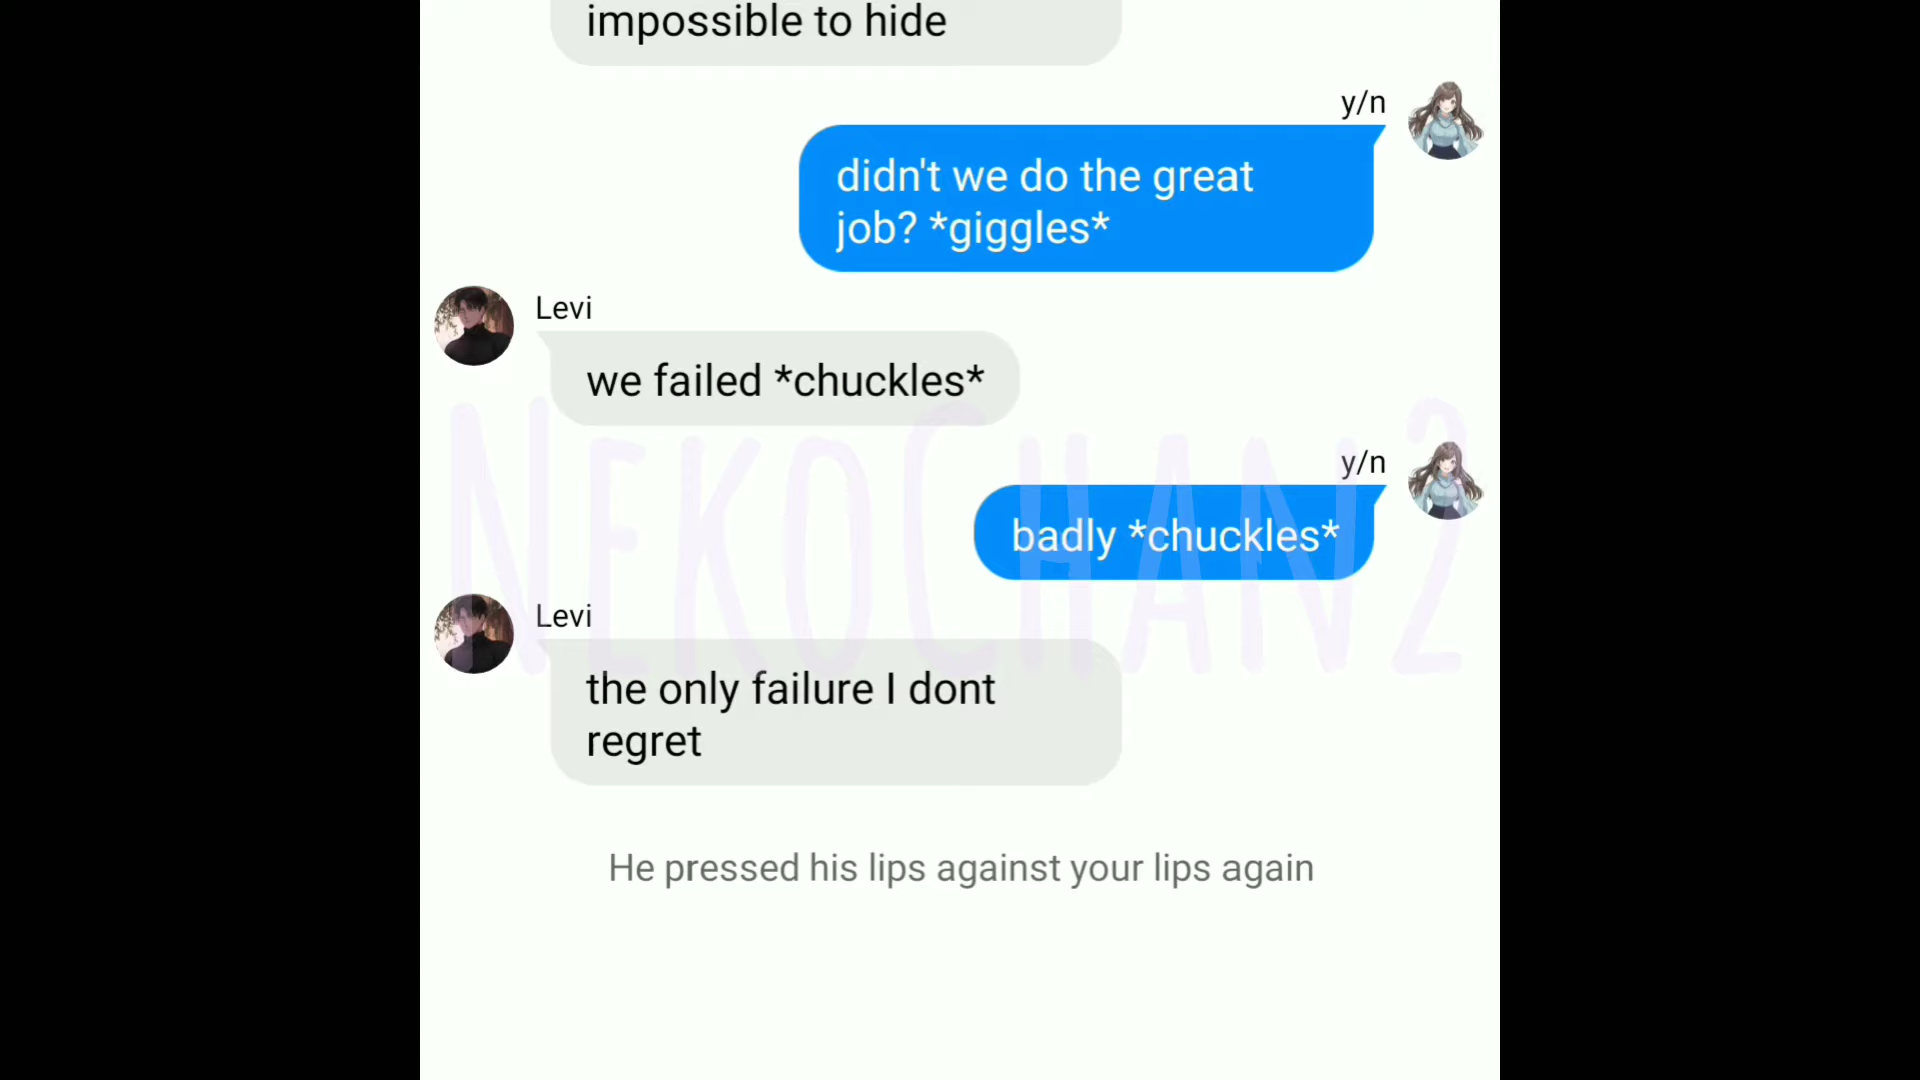 impossible to hide
y/n
didn't we do the great
job? *giggles*
Levi
we failed *chuckles*
y/n
badly *chuckles*
Levi
the only failure I dont
regret
He pressed his lips against your lips again
NEKOCHAN2